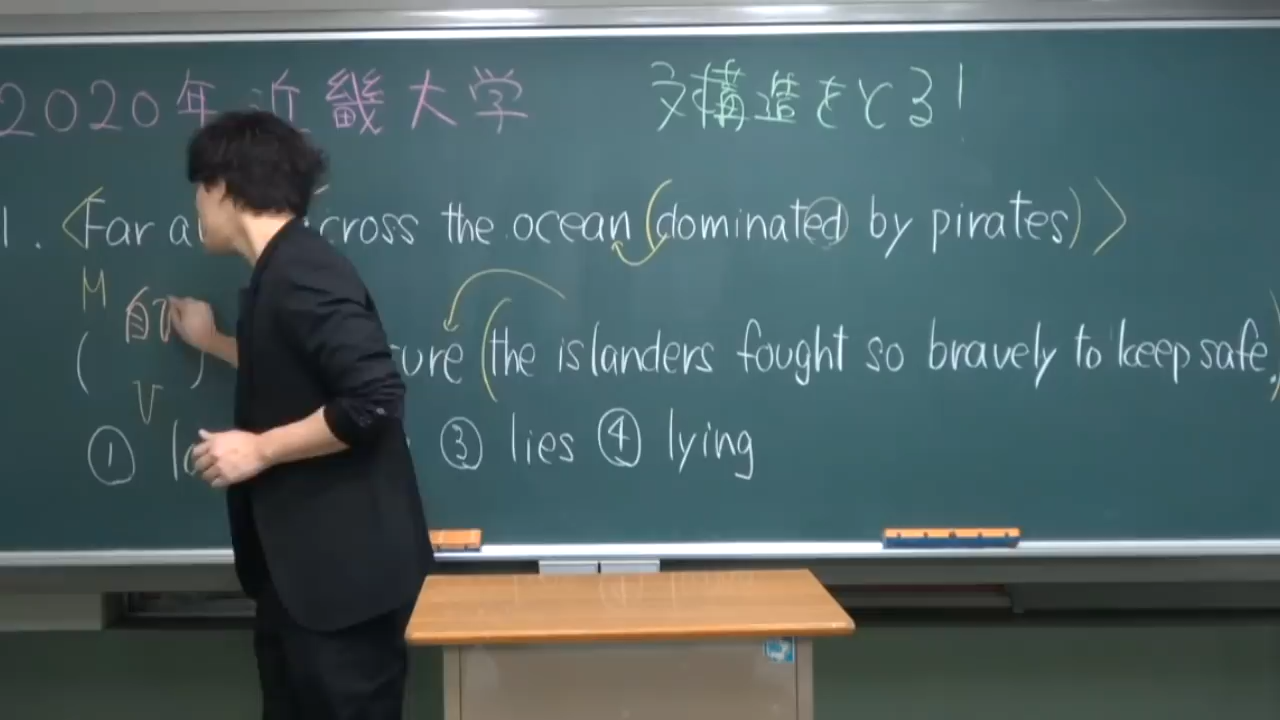 2020年近畿大学 文構造をとる!
1. <Far a cross the ocean (dominated by pirates)>
M 自
( ) ure (the islanders fought so bravely to keep safe.)
V
① l ③ lies ④ lying